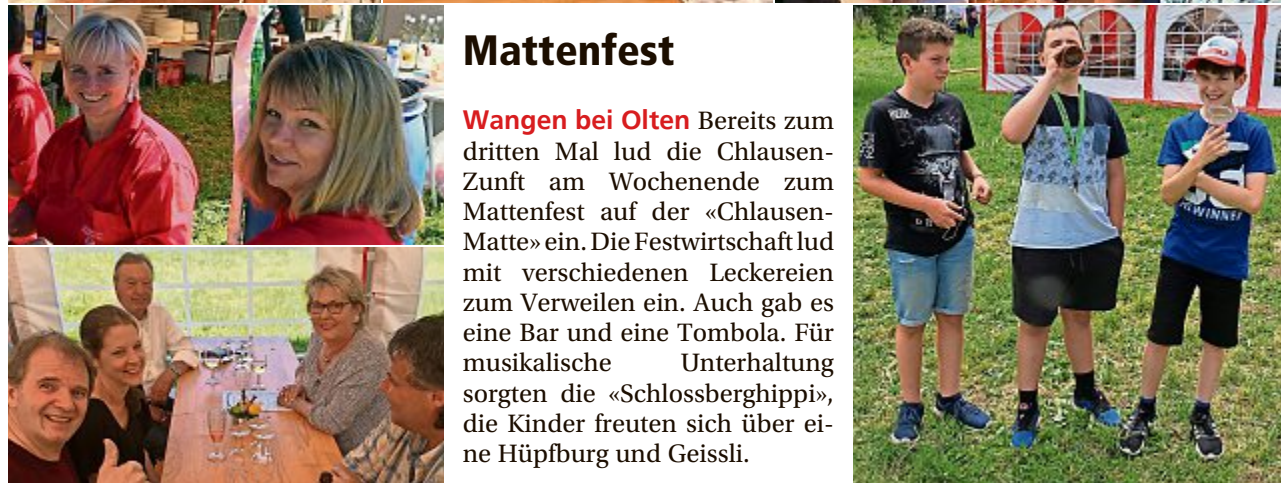 Mattenfest
Wangen bei Olten Bereits zum
dritten Mal lud die Chlausen-
Zunft am Wochenende zum
Mattenfest auf der «Chlausen-
Matte» ein. Die Festwirtschaft lud
mit verschiedenen Leckereien
zum Verweilen ein. Auch gab es
eine Bar und eine Tombola. Für
musikalische Unterhaltung
sorgten die «Schlossberghippi»,
die Kinder freuten sich über ei-
ne Hüpfburg und Geissli.